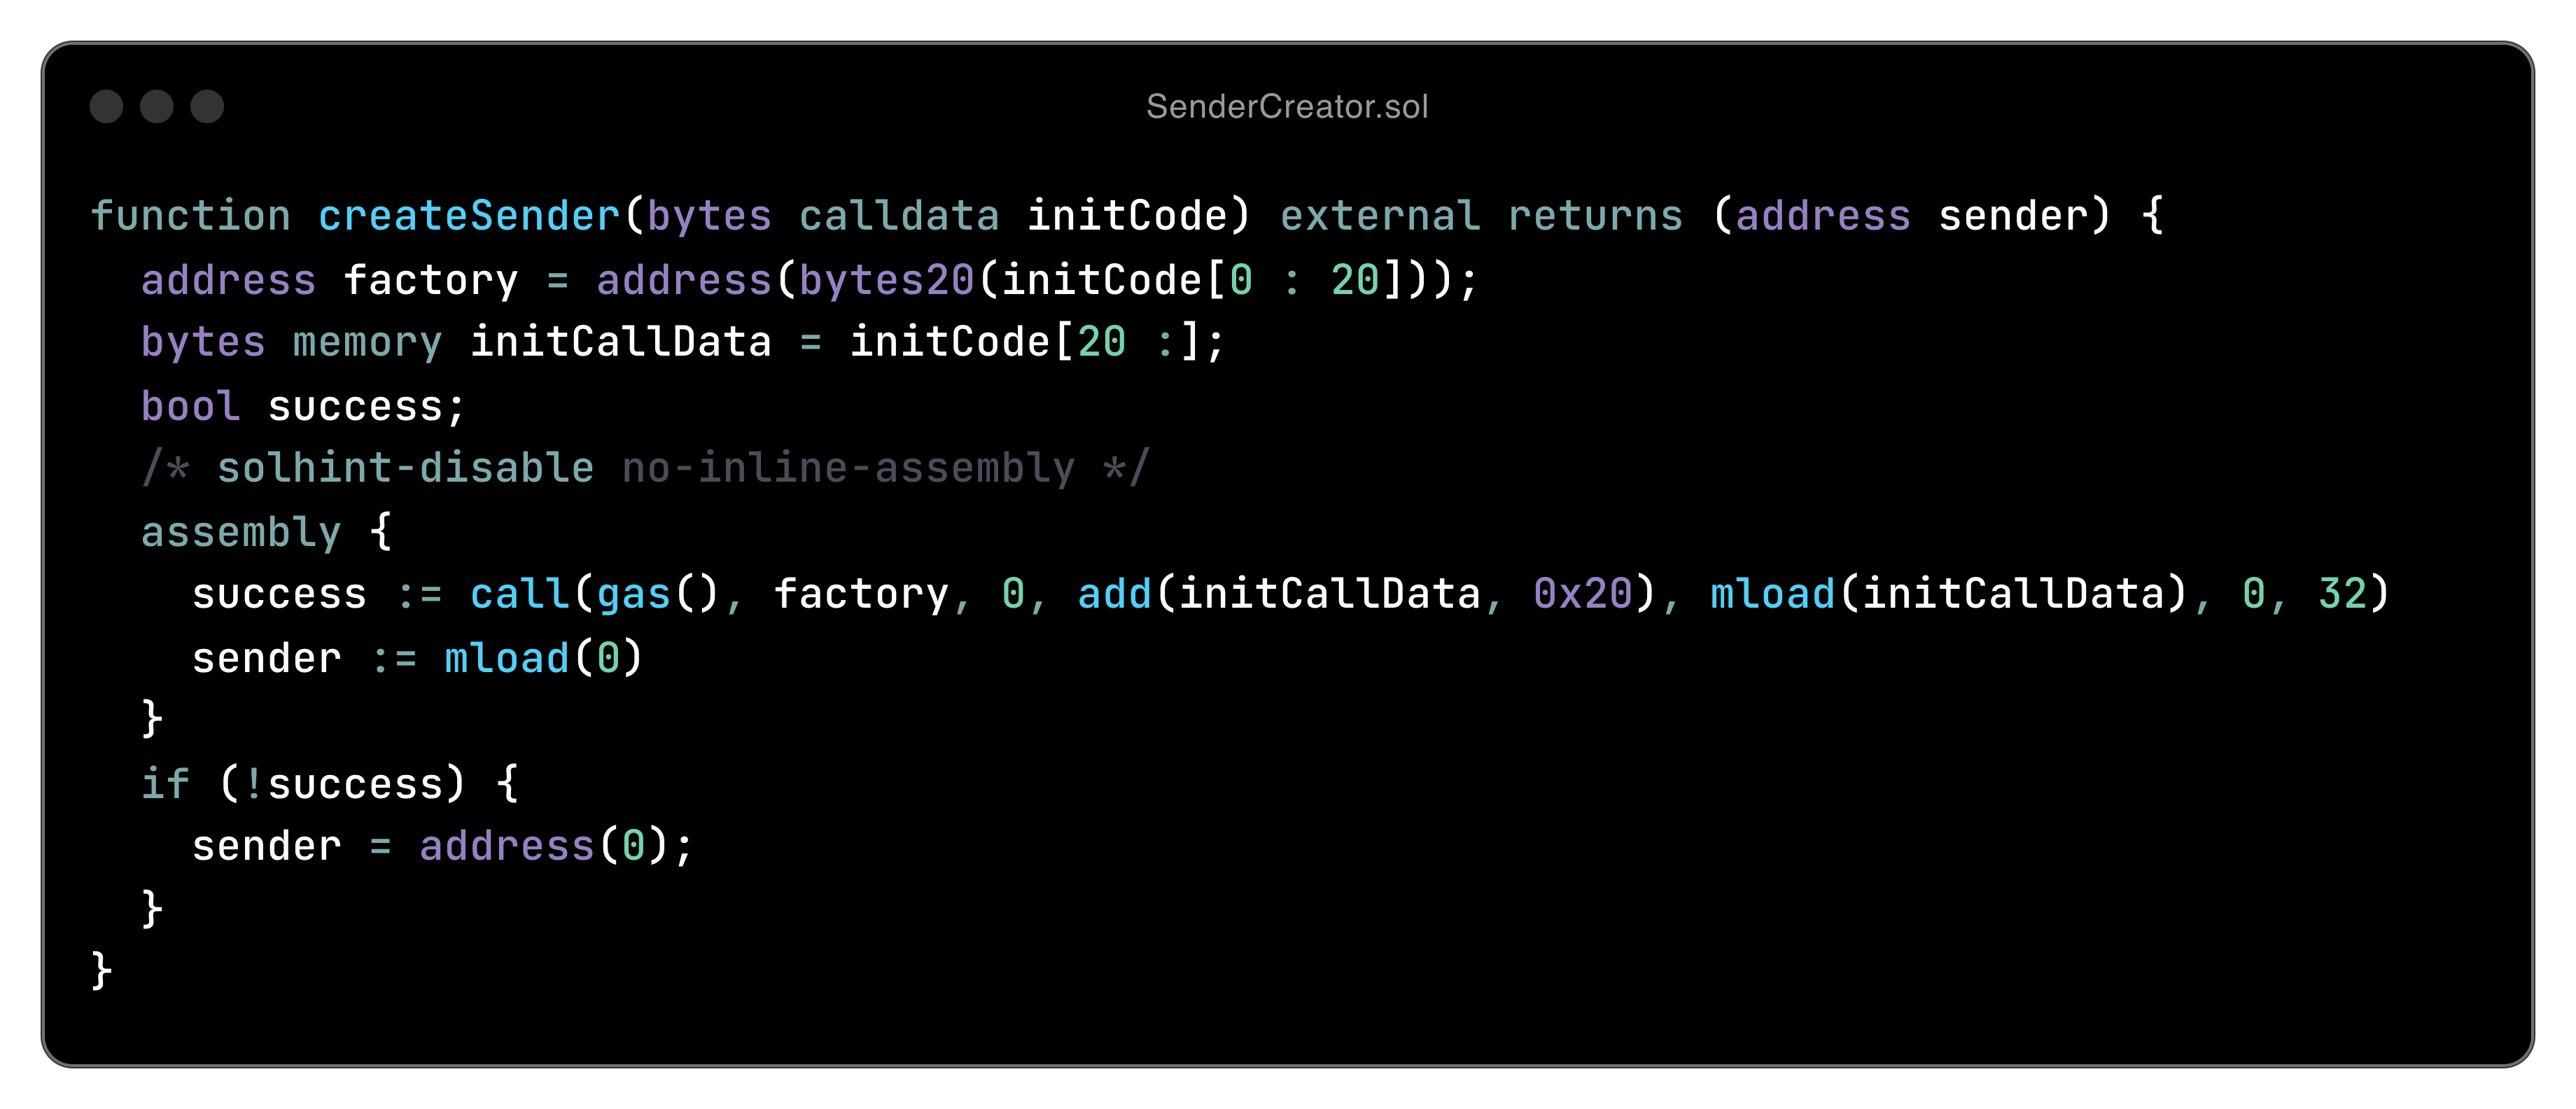 SenderCreator.sol
function createSender(bytes calldata initCode) external returns (address sender) {
  address factory = address(bytes20(initCode[0 : 20]));
  bytes memory initCallData = initCode[20 :];
  bool success;
  /* solhint-disable no-inline-assembly */
  assembly {
    success := call(gas(), factory, 0, add(initCallData, 0x20), mload(initCallData), 0, 32)
    sender := mload(0)
  }
  if (!success) {
    sender = address(0);
  }
}